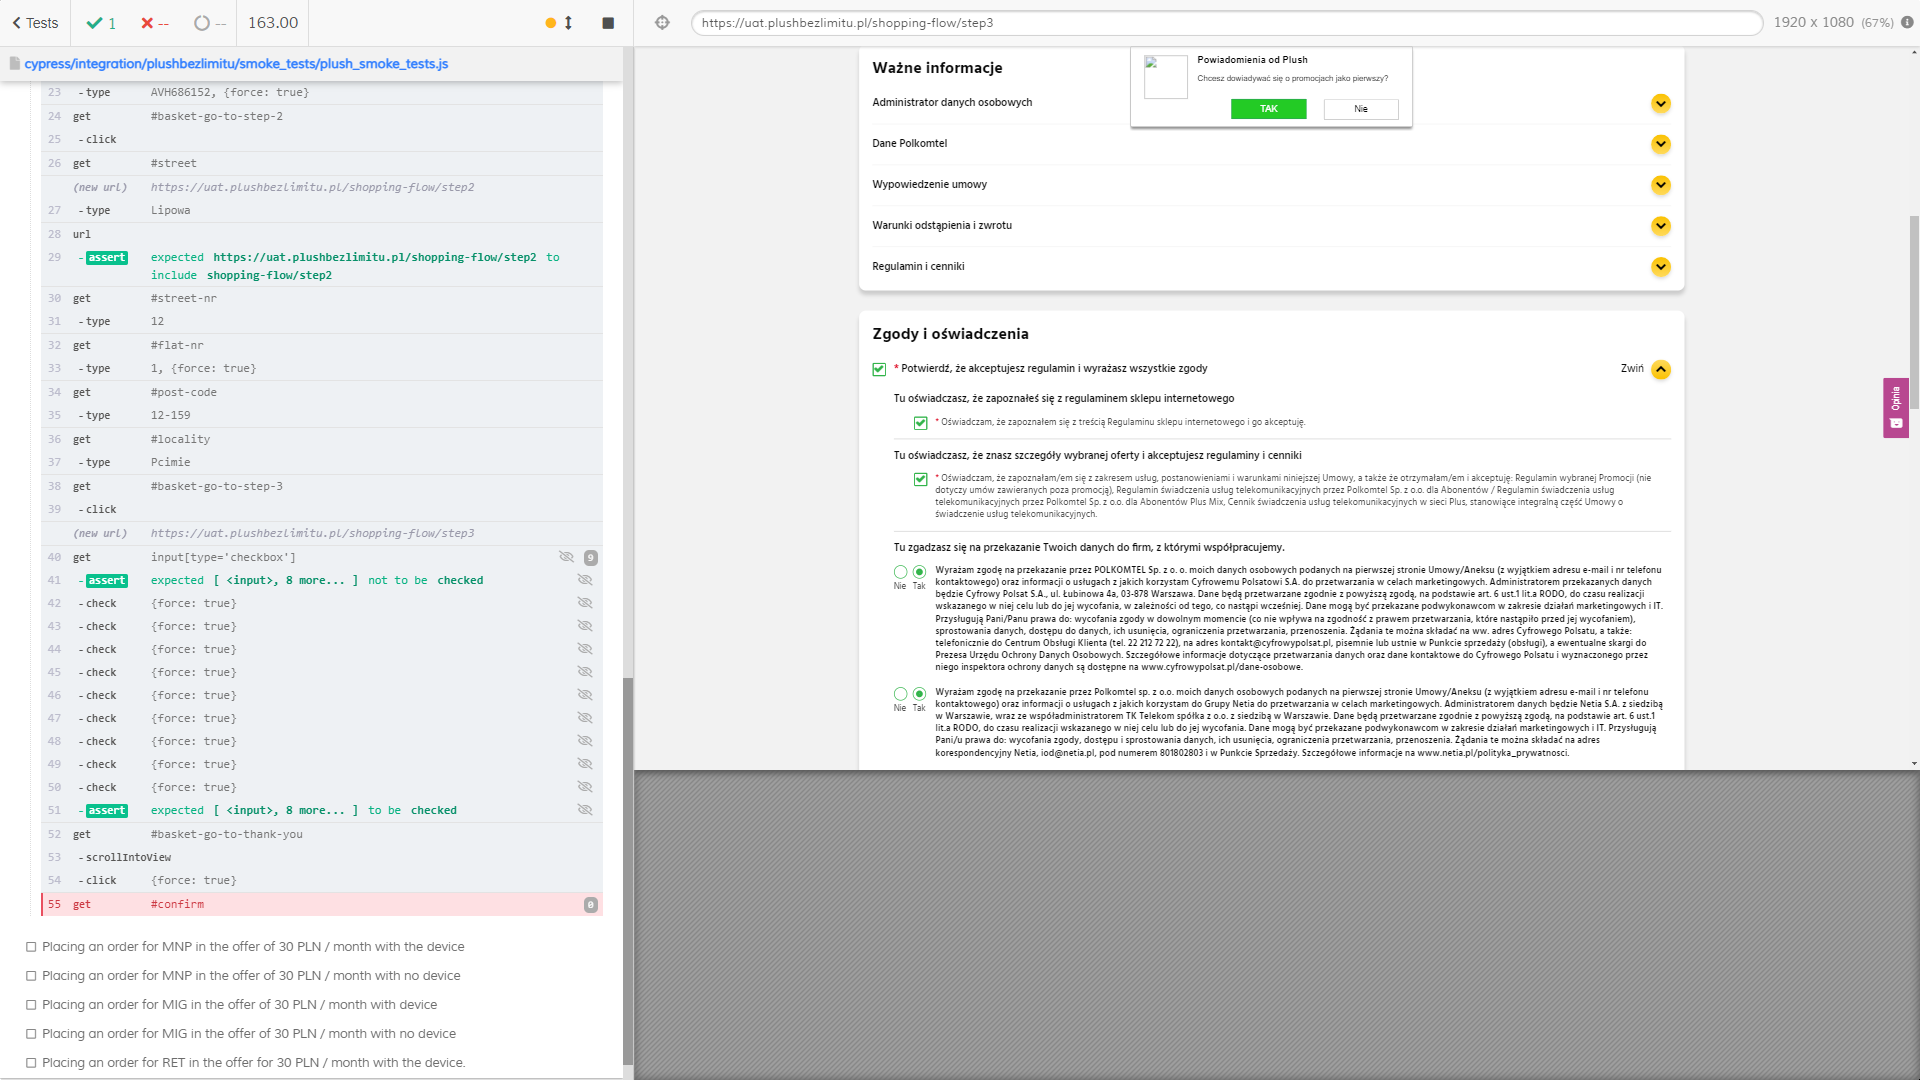 Tests
1
--
--
163.00
https://uat.plushbezlimitu.pl/shopping-flow/step3
1920 x 1080 (67%)
cypress/integration/plushbezlimitu/smoke_tests/plush_smoke_tests.js
23 -type AVH686152, {force: true}
24 get #basket-go-to-step-2
25 -click
26 get #street
(new url) https://uat.plushbezlimitu.pl/shopping-flow/step2
27 -type Lipowa
28 url
29 -assert expected https://uat.plushbezlimitu.pl/shopping-flow/step2 to
include shopping-flow/step2
30 get #street-nr
31 -type 12
32 get #flat-nr
33 -type 1, {force: true}
34 get #post-code
35 -type 12-159
36 get #locality
37 -type Pcimie
38 get #basket-go-to-step-3
39 -click
(new url) https://uat.plushbezlimitu.pl/shopping-flow/step3
40 get input[type='checkbox'] 9
41 -assert expected [ <input>, 8 more... ] not to be checked
42 -check {force: true}
43 -check {force: true}
44 -check {force: true}
45 -check {force: true}
46 -check {force: true}
47 -check {force: true}
48 -check {force: true}
49 -check {force: true}
50 -check {force: true}
51 -assert expected [ <input>, 8 more... ] to be checked
52 get #basket-go-to-thank-you
53 -scrollIntoView
54 -click {force: true}
55 get #confirm 0
Placing an order for MNP in the offer of 30 PLN / month with the device
Placing an order for MNP in the offer of 30 PLN / month with no device
Placing an order for MIG in the offer of 30 PLN / month with device
Placing an order for MIG in the offer of 30 PLN / month with no device
Placing an order for RET in the offer for 30 PLN / month with the device.
Powiadomienia od Plush
Chcesz dowiadywać się o promocjach jako pierwszy?
TAK
Nie
Ważne informacje
Administrator danych osobowych
Dane Polkomtel
Wypowiedzenie umowy
Warunki odstąpienia i zwrotu
Regulamin i cenniki
Zgody i oświadczenia
* Potwierdź, że akceptujesz regulamin i wyrażasz wszystkie zgody
Zwiń
Tu oświadczasz, że zapoznałeś się z regulaminem sklepu internetowego
* Oświadczam, że zapoznałem się z treścią Regulaminu sklepu internetowego i go akceptuję.
Tu oświadczasz, że znasz szczegóły wybranej oferty i akceptujesz regulaminy i cenniki
* Oświadczam, że zapoznałam/em się z zakresem usług, postanowieniami i warunkami niniejszej Umowy, a także że otrzymałam/em i akceptuję: Regulamin wybranej Promocji (nie
dotyczy umów zawieranych poza promocją), Regulamin świadczenia usług telekomunikacyjnych przez Polkomtel Sp. z o.o. dla Abonentów / Regulamin świadczenia usług
telekomunikacyjnych przez Polkomtel Sp. z o.o. dla Abonentów Plus Mix, Cennik świadczenia usług telekomunikacyjnych w sieci Plus, stanowiące integralną część Umowy o
świadczenie usług telekomunikacyjnych.
Tu zgadzasz się na przekazanie Twoich danych do firm, z którymi współpracujemy.
Nie Tak
Wyrażam zgodę na przekazanie przez POLKOMTEL Sp. z o. o. moich danych osobowych podanych na pierwszej stronie Umowy/Aneksu (z wyjątkiem adresu e-mail i nr telefonu
kontaktowego) oraz informacji o usługach z jakich korzystam Cyfrowemu Polsatowi S.A. do przetwarzania w celach marketingowych. Administratorem przekazanych danych
będzie Cyfrowy Polsat S.A., ul. Łubinowa 4a, 03-878 Warszawa. Dane będą przetwarzane zgodnie z powyższą zgodą, na podstawie art. 6 ust.1 lit.a RODO, do czasu realizacji
wskazanego w niej celu lub do jej wycofania, w zależności od tego, co nastąpi wcześniej. Dane mogą być przekazane podwykonawcom w zakresie działań marketingowych i IT.
Przysługują Pani/Panu prawa do: wycofania zgody w dowolnym momencie (co nie wpływa na zgodność z prawem przetwarzania, które nastąpiło przed jej wycofaniem),
sprostowania danych, dostępu do danych, ich usunięcia, ograniczenia przetwarzania, przenoszenia. Żądania te można składać na ww. adres Cyfrowego Polsatu, a także:
telefonicznie do Centrum Obsługi Klienta (tel. 22 212 72 22), na adres kontakt@cyfrowypolsat.pl, pisemnie lub ustnie w Punkcie sprzedaży (obsługi), a ewentualne skargi do
Prezesa Urzędu Ochrony Danych Osobowych. Szczegółowe informacje dotyczące przetwarzania danych oraz dane kontaktowe do Cyfrowego Polsatu i wyznaczonego przez
niego inspektora ochrony danych są dostępne na www.cyfrowypolsat.pl/dane-osobowe.
Nie Tak
Wyrażam zgodę na przekazanie przez Polkomtel sp. z o.o. moich danych osobowych podanych na pierwszej stronie Umowy/Aneksu (z wyjątkiem adresu e-mail i nr telefonu
kontaktowego) oraz informacji o usługach z jakich korzystam do Grupy Netia do przetwarzania w celach marketingowych. Administratorem danych będzie Netia S.A. z siedzibą
w Warszawie, wraz ze współadministratorem TK Telekom spółka z o.o. z siedzibą w Warszawie. Dane będą przetwarzane zgodnie z powyższą zgodą, na podstawie art. 6 ust.1
lit.a RODO, do czasu realizacji wskazanego w niej celu lub do jej wycofania. Dane mogą być przekazane podwykonawcom w zakresie działań marketingowych i IT. Przysługują
Pani/u prawa do: wycofania zgody, dostępu i sprostowania danych, ich usunięcia, ograniczenia przetwarzania, przenoszenia. Żądania te można składać na adres
korespondencyjny Netia, iod@netia.pl, pod numerem 801802803 i w Punkcie Sprzedaży. Szczegółowe informacje na www.netia.pl/polityka_prywatnosci.
Opinia